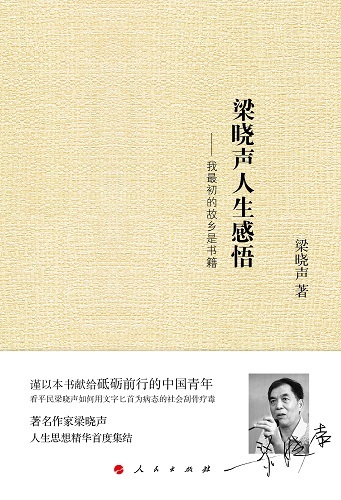 梁晓声人生感悟
——我最初的故乡是书籍
梁晓声 著
谨以本书献给砥砺前行的中国青年
看平民梁晓声如何用文字匕首为病态的社会刮骨疗毒
著名作家梁晓声
人生思想精华首度集结
梁晓声
人民出版社